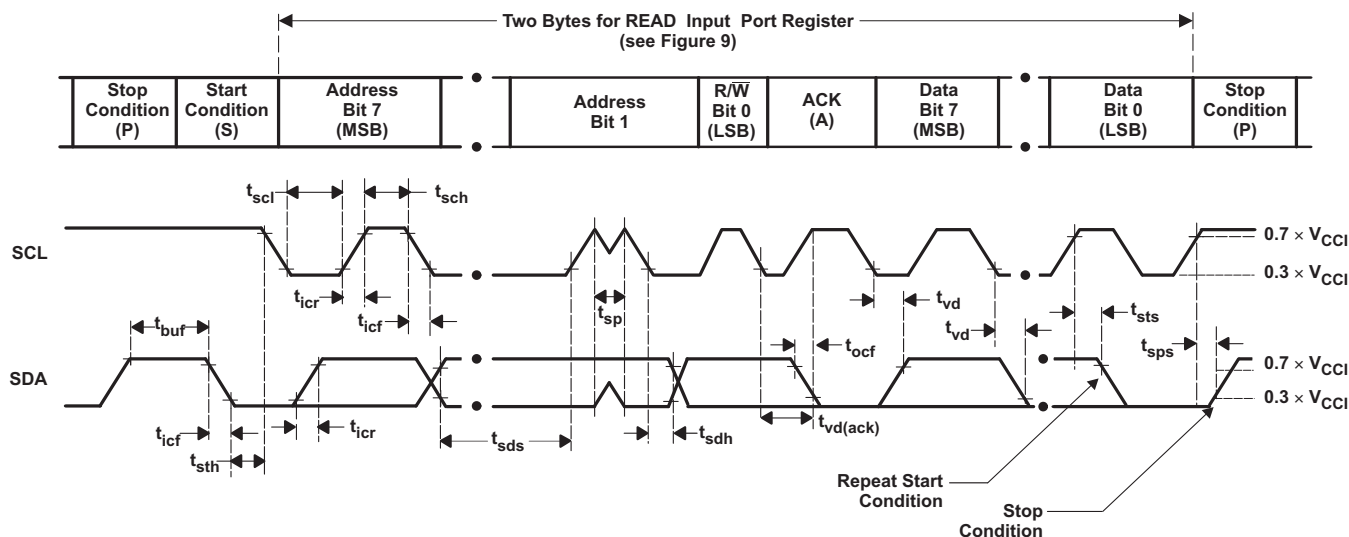 Two Bytes for READ Input Port Register
(see Figure 9)
Stop
Condition
(P)
Start
Condition
(S)
Address
Bit 7
(MSB)
Address
Bit 1
R/W̅
Bit 0
(LSB)
ACK
(A)
Data
Bit 7
(MSB)
Data
Bit 0
(LSB)
Stop
Condition
(P)
tscl
tsch
SCL
0.7 × VCCI
0.3 × VCCI
ticr
ticf
tsp
tvd
tvd
tsts
tbuf
tocf
tsps
SDA
0.7 × VCCI
0.3 × VCCI
ticf
ticr
tsth
tsds
tsdh
tvd(ack)
Repeat Start
Condition
Stop
Condition